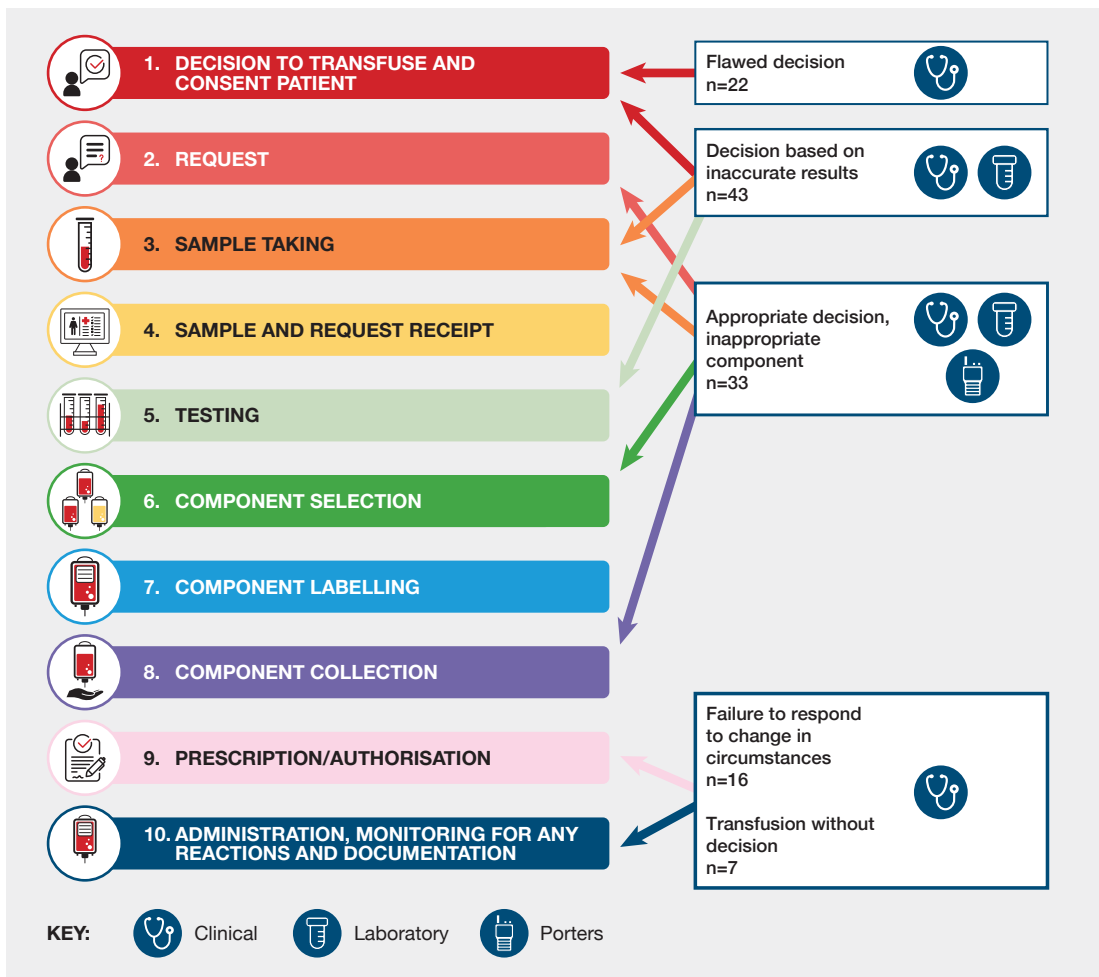 1. DECISION TO TRANSFUSE AND
CONSENT PATIENT
2. REQUEST
3. SAMPLE TAKING
4. SAMPLE AND REQUEST RECEIPT
5. TESTING
6. COMPONENT SELECTION
7. COMPONENT LABELLING
8. COMPONENT COLLECTION
9. PRESCRIPTION/AUTHORISATION
10. ADMINISTRATION, MONITORING FOR ANY
REACTIONS AND DOCUMENTATION
Flawed decision
n=22
Decision based on
inaccurate results
n=43
Appropriate decision,
inappropriate
component
n=33
Failure to respond
to change in
circumstances
n=16
Transfusion without
decision
n=7
KEY: Clinical Laboratory Porters